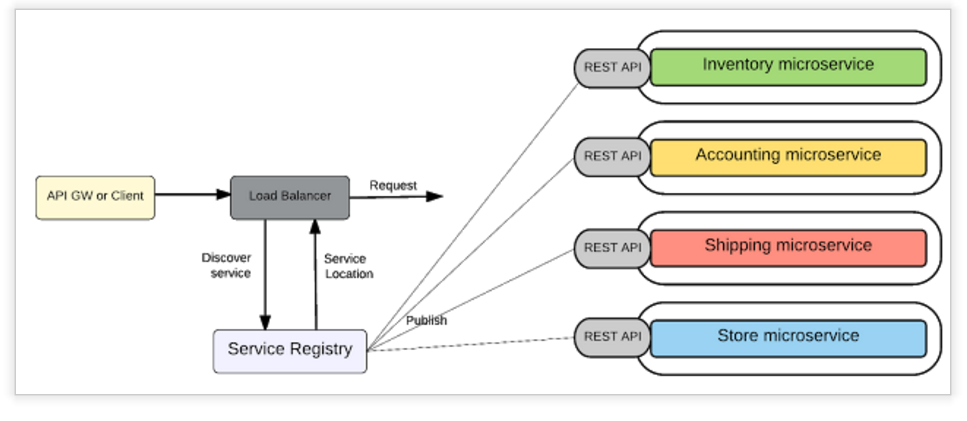 REST API
Inventory microservice
REST API
Accounting microservice
API GW or Client
Load Balancer
Request
Discover
service
Service
Location
REST API
Shipping microservice
Publish
Service Registry
REST API
Store microservice